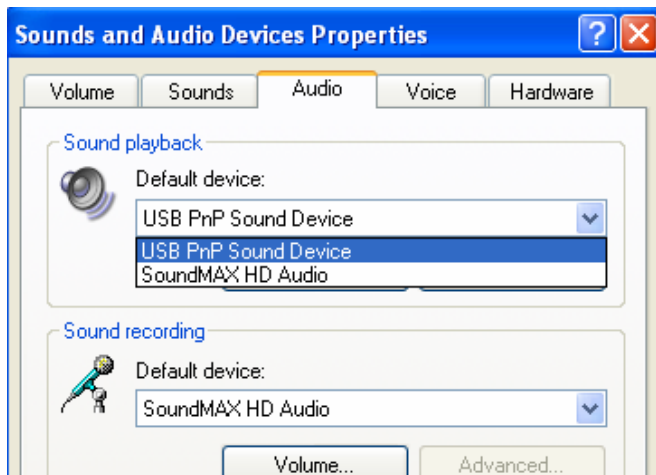 Sounds and Audio Devices Properties
Volume Sounds Audio Voice Hardware
Sound playback
Default device:
USB PnP Sound Device
USB PnP Sound Device
SoundMAX HD Audio
Sound recording
Default device:
SoundMAX HD Audio
Volume... Advanced...